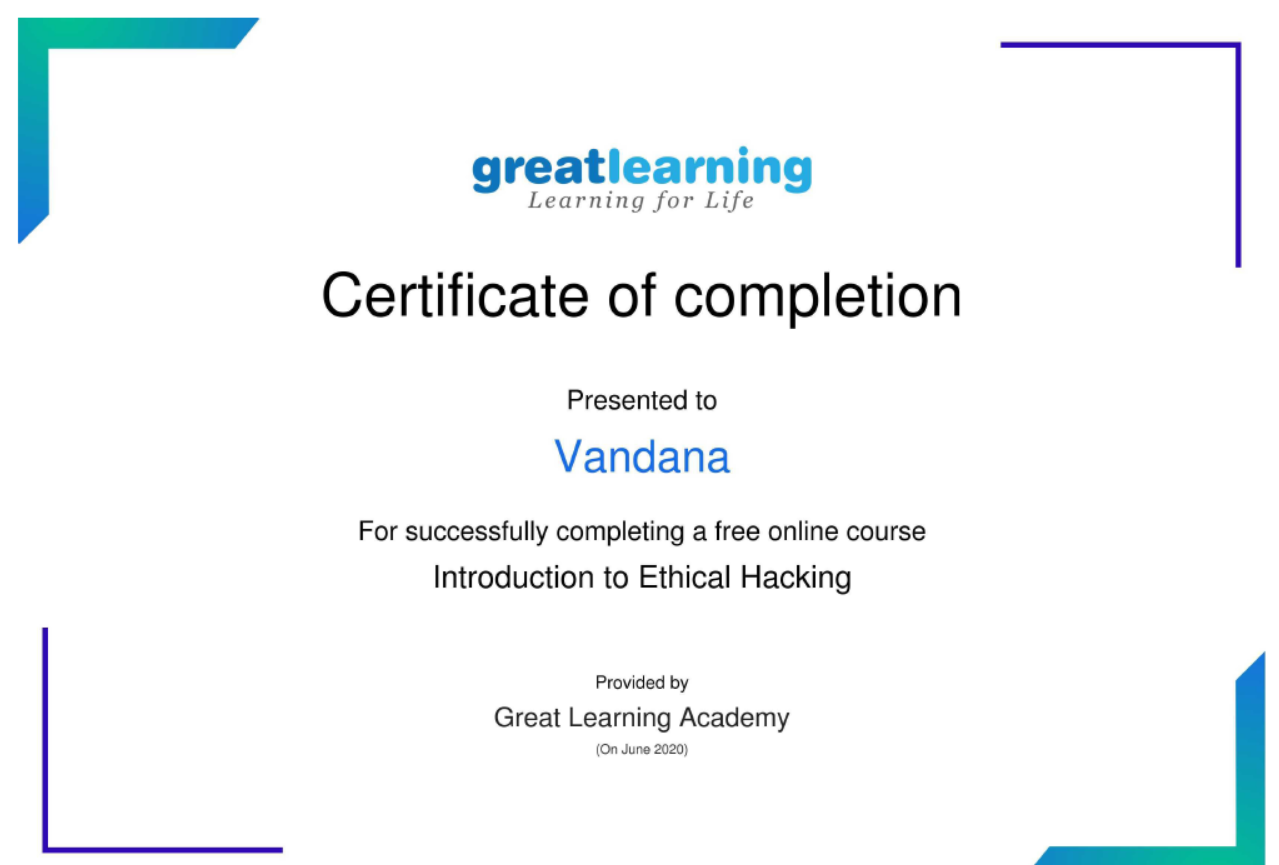 greatlearning
Learning for Life
Certificate of completion
Presented to
Vandana
For successfully completing a free online course
Introduction to Ethical Hacking
Provided by
Great Learning Academy
(On June 2020)